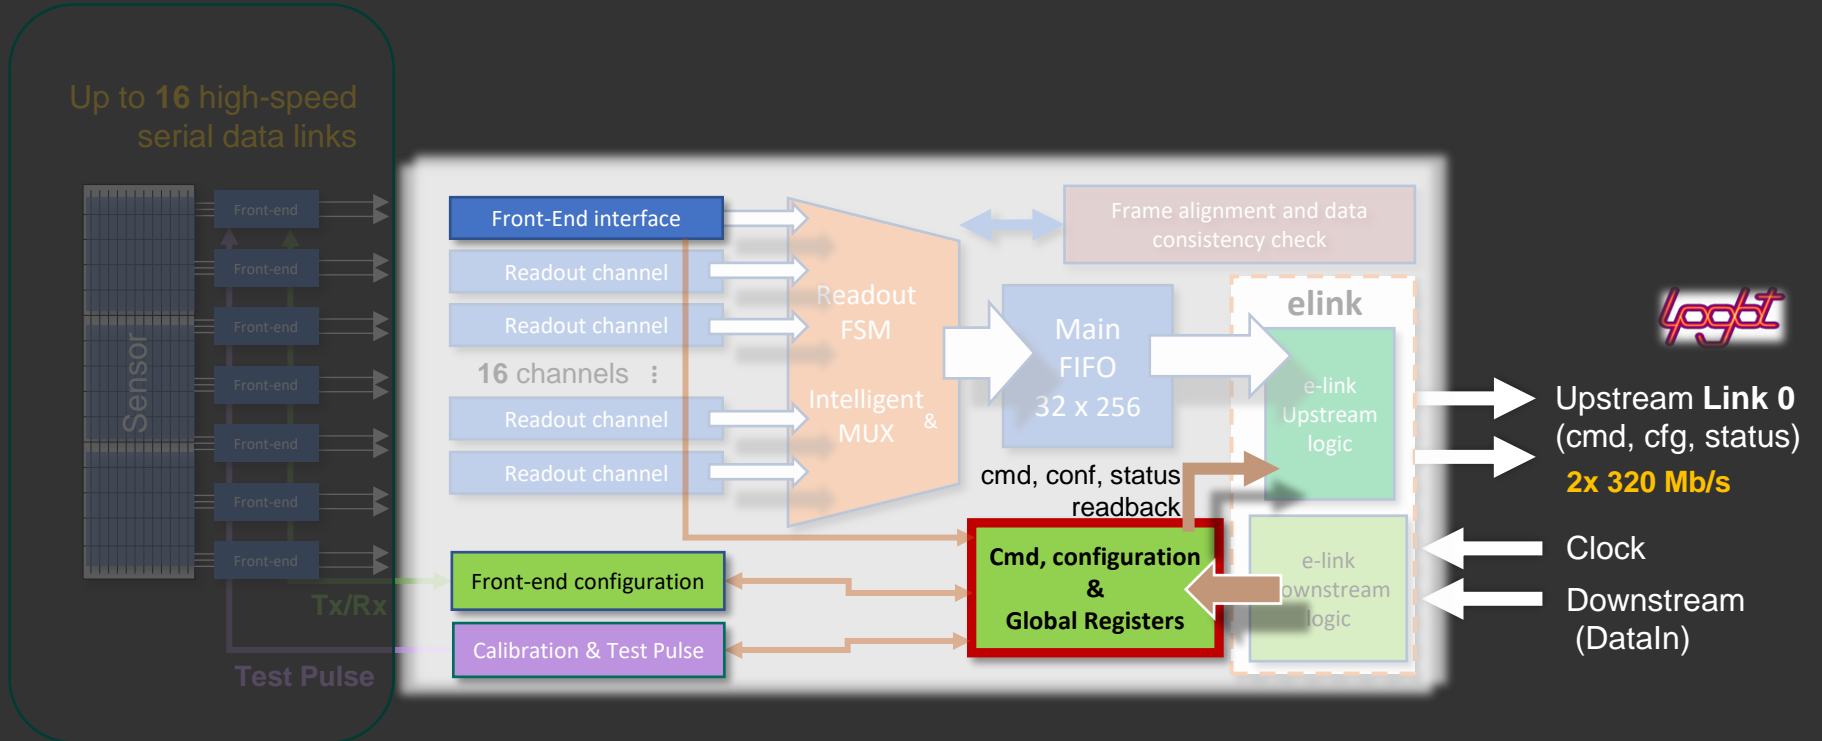 Up to 16 high-speed
serial data links
Front-end
Front-end
Front-end
Front-end
Front-end
Front-end
Front-end
Sensor
Tx/Rx
Test Pulse
Front-End interface
Readout channel
Readout channel
16 channels ⋮
Readout channel
Readout channel
Front-end configuration
Calibration & Test Pulse
Readout
FSM
&
Intelligent
MUX
Frame alignment and data
consistency check
Main
FIFO
32 x 256
cmd, conf, status
readback
Cmd, configuration
&
Global Registers
elink
e-link
Upstream
logic
e-link
ownstream
logic
lpgbt
Upstream Link 0
(cmd, cfg, status)
2x 320 Mb/s
Clock
Downstream
(DataIn)